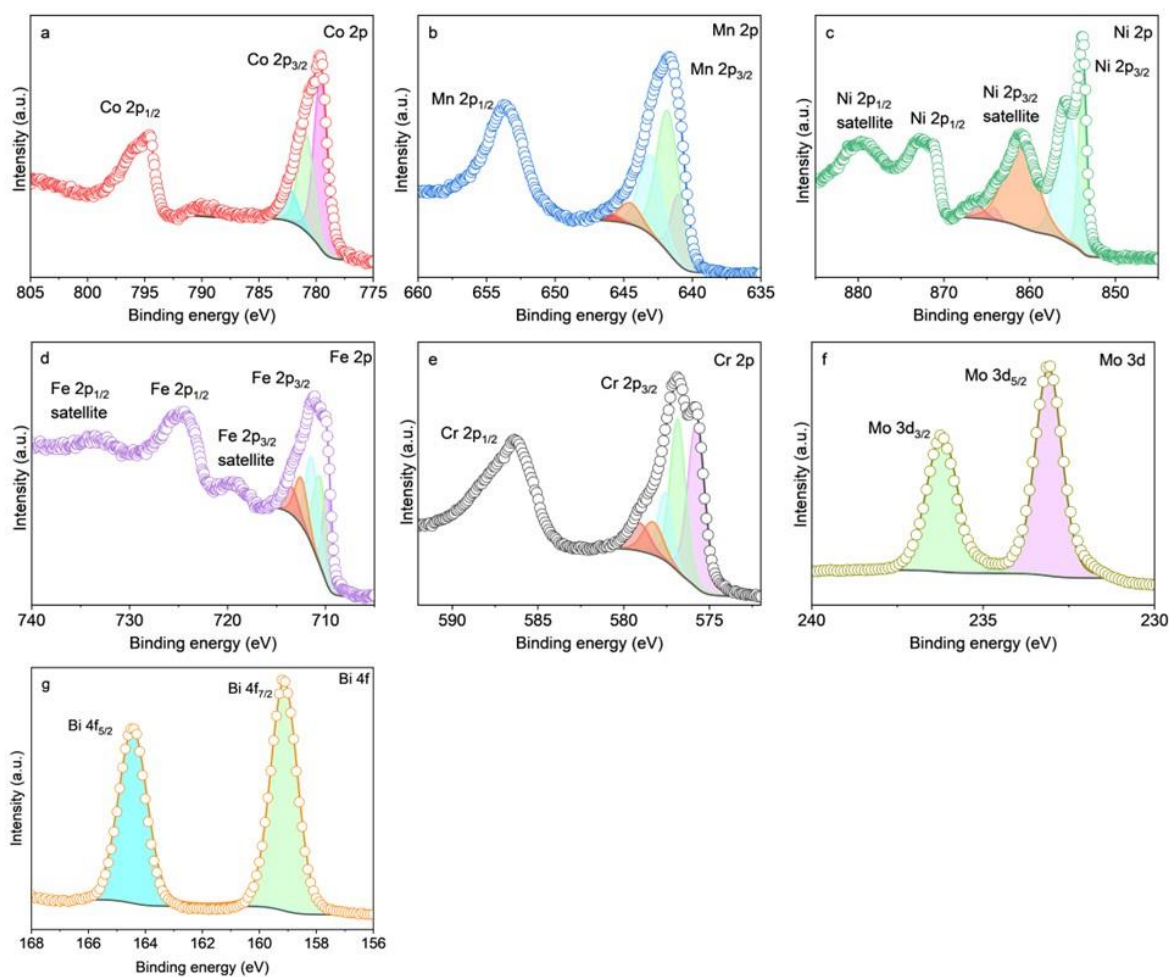 a
Co 2p
Co 2p3/2
Co 2p1/2
Intensity (a.u.)
805 800 795 790 785 780 775
Binding energy (eV)
b
Mn 2p
Mn 2p3/2
Mn 2p1/2
Intensity (a.u.)
660 655 650 645 640 635
Binding energy (eV)
c
Ni 2p
Ni 2p3/2
Ni 2p1/2
satellite
Ni 2p1/2
Ni 2p3/2
satellite
Intensity (a.u.)
880 870 860 850
Binding energy (eV)
d
Fe 2p
Fe 2p1/2
satellite
Fe 2p1/2
Fe 2p3/2
Fe 2p3/2
satellite
Intensity (a.u.)
740 730 720 710
Binding energy (eV)
e
Cr 2p
Cr 2p3/2
Cr 2p1/2
Intensity (a.u.)
590 585 580 575
Binding energy (eV)
f
Mo 3d
Mo 3d5/2
Mo 3d3/2
Intensity (a.u.)
240 235 230
Binding energy (eV)
g
Bi 4f
Bi 4f7/2
Bi 4f5/2
Intensity (a.u.)
168 166 164 162 160 158 156
Binding energy (eV)